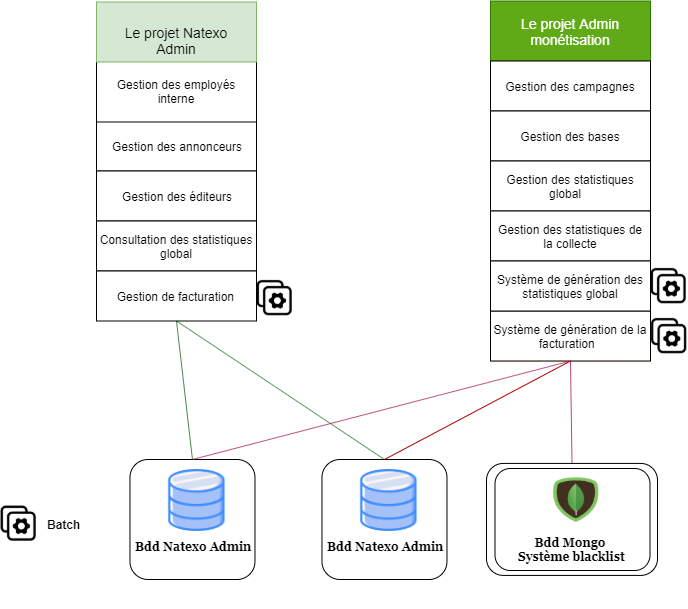 Le projet Natexo
Admin
Gestion des employés
interne
Gestion des annonceurs
Gestion des éditeurs
Consultation des statistiques
global
Gestion de facturation
Le projet Admin
monétisation
Gestion des campagnes
Gestion des bases
Gestion des statistiques
global
Gestion des statistiques de
la collecte
Système de génération des
statistiques global
Système de génération de la
facturation
Batch
Bdd Natexo Admin
Bdd Natexo Admin
Bdd Mongo
Système blacklist